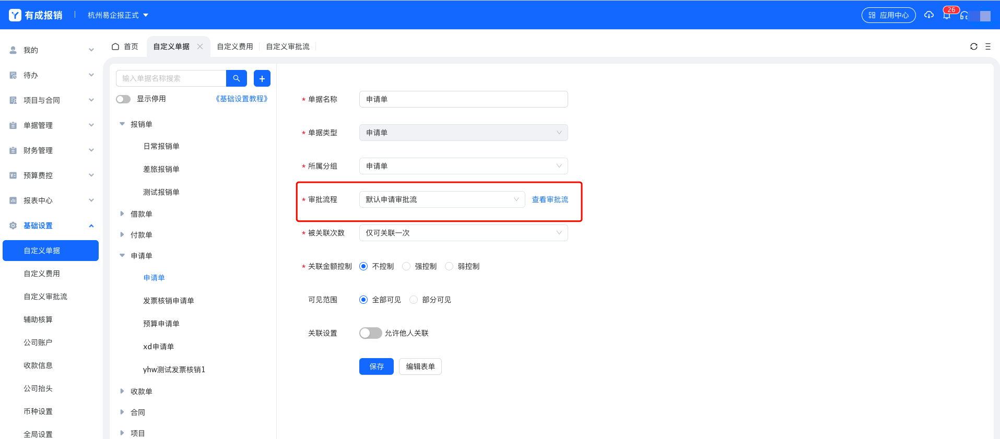 有成报销
杭州易企报正式
应用中心
26
我的
待办
项目与合同
单据管理
财务管理
预算费控
报表中心
基础设置
自定义单据
自定义费用
自定义审批流
辅助核算
公司账户
收款信息
公司抬头
币种设置
全局设置
首页
自定义单据
自定义费用
自定义审批流
输入单据名称搜索
显示停用
《基础设置教程》
报销单
日常报销单
差旅报销单
测试报销单
借款单
付款单
申请单
申请单
发票核销申请单
预算申请单
xd申请单
yhw测试发票核销1
收款单
合同
项目
* 单据名称 申请单
* 单据类型 申请单
* 所属分组 申请单
* 审批流程 默认申请审批流 查看审批流
* 被关联次数 仅可关联一次
* 关联金额控制 不控制 强控制 弱控制
可见范围 全部可见 部分可见
关联设置 允许他人关联
保存 编辑表单